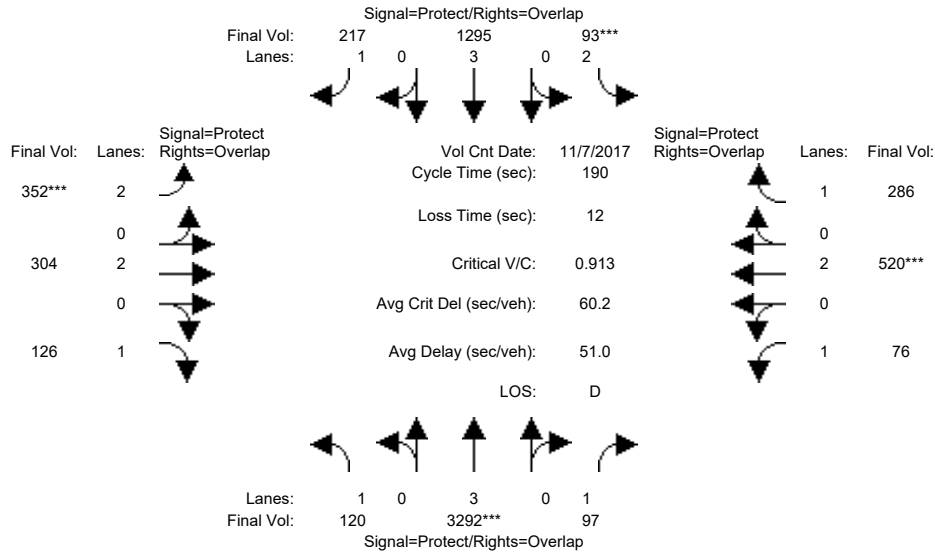 Signal=Protect/Rights=Overlap
Final Vol: 217 1295 93***
Lanes: 1 0 3 0 2
Signal=Protect
Final Vol: Lanes: Rights=Overlap
Vol Cnt Date: 11/7/2017
Signal=Protect
Rights=Overlap Lanes: Final Vol:
Cycle Time (sec): 190
352*** 2
1 286
Loss Time (sec): 12
0
0
304 2
Critical V/C: 0.913
2 520***
0
Avg Crit Del (sec/veh): 60.2
0
126 1
Avg Delay (sec/veh): 51.0
1 76
LOS: D
Lanes: 1 0 3 0 1
Final Vol: 120 3292*** 97
Signal=Protect/Rights=Overlap